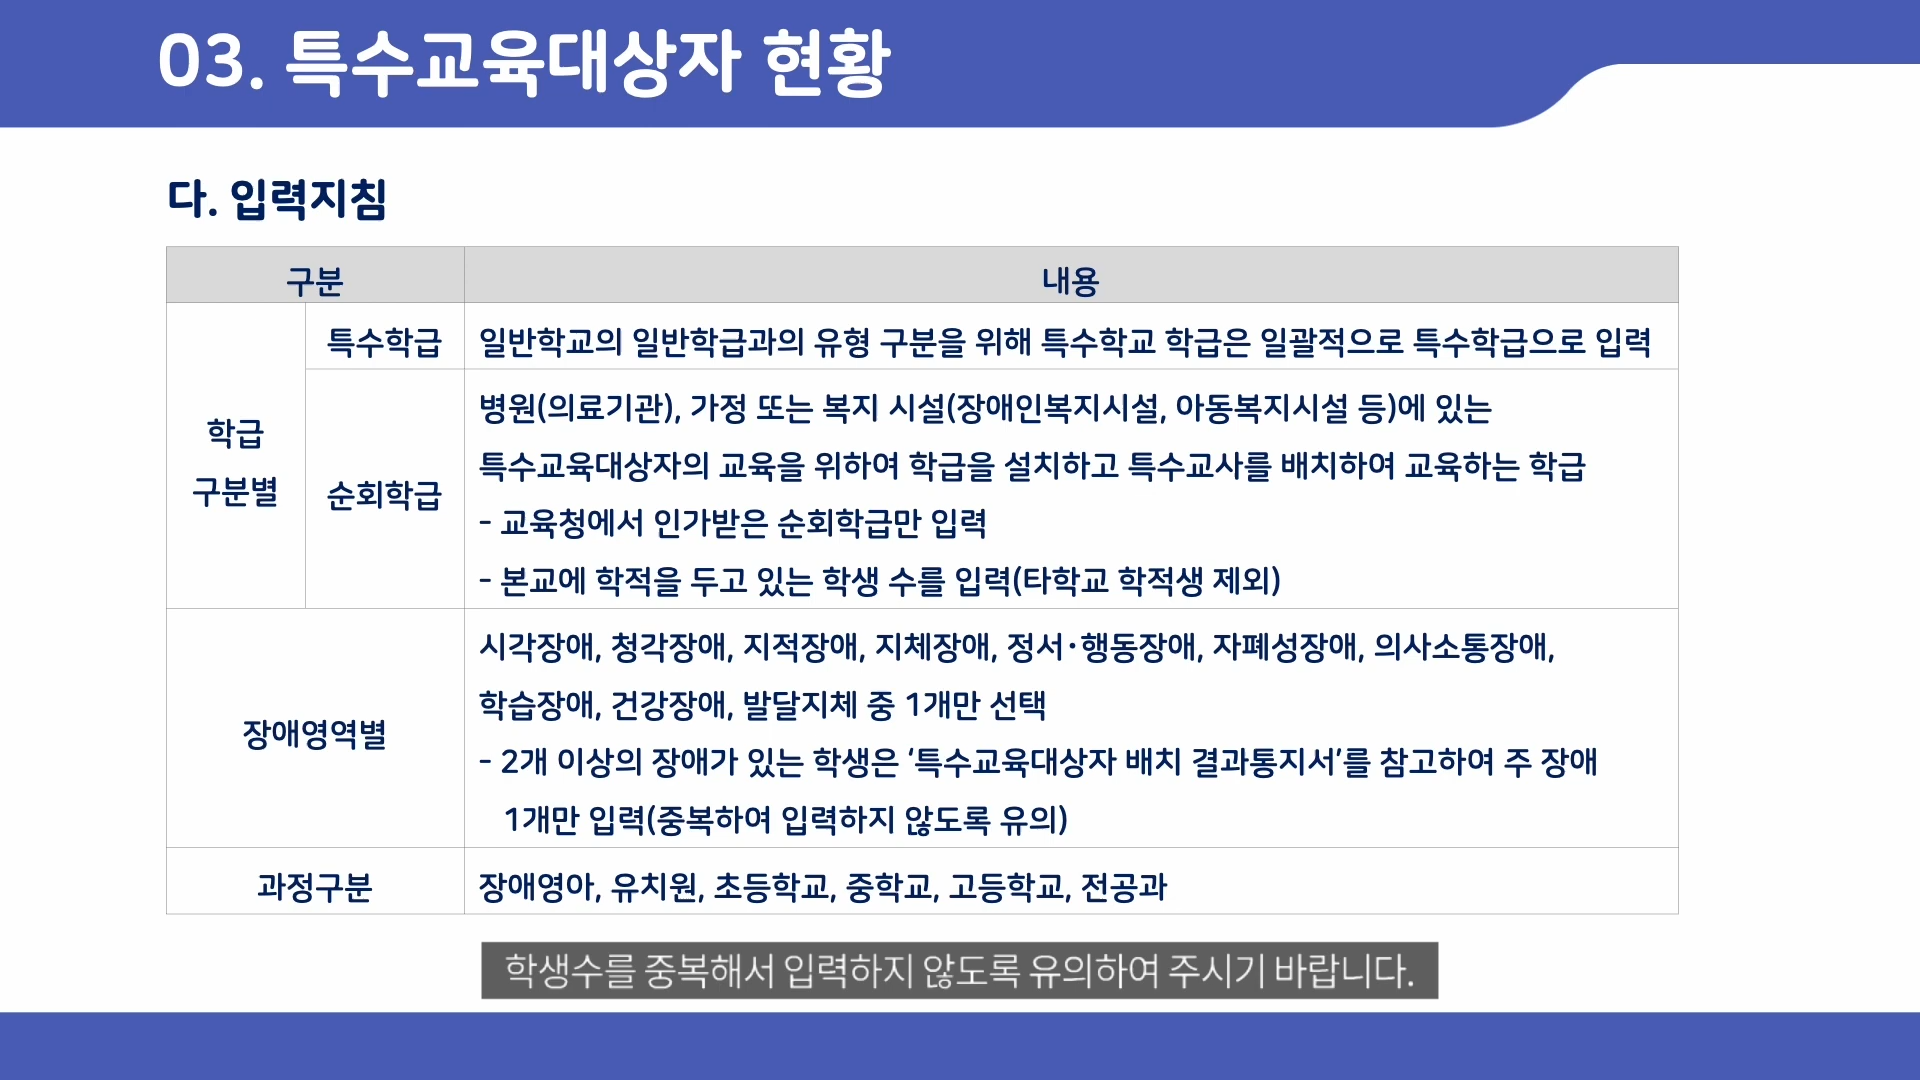 03. 특수교육대상자 현황
다. 입력지침
구분
내용
학급
구분별
특수학급
일반학교의 일반학급과의 유형 구분을 위해 특수학교 학급은 일괄적으로 특수학급으로 입력
순회학급
병원(의료기관), 가정 또는 복지 시설(장애인복지시설, 아동복지시설 등)에 있는
특수교육대상자의 교육을 위하여 학급을 설치하고 특수교사를 배치하여 교육하는 학급
- 교육청에서 인가받은 순회학급만 입력
- 본교에 학적을 두고 있는 학생 수를 입력(타학교 학적생 제외)
장애영역별
시각장애, 청각장애, 지적장애, 지체장애, 정서·행동장애, 자폐성장애, 의사소통장애,
학습장애, 건강장애, 발달지체 중 1개만 선택
- 2개 이상의 장애가 있는 학생은 ‘특수교육대상자 배치 결과통지서’를 참고하여 주 장애
1개만 입력(중복하여 입력하지 않도록 유의)
과정구분
장애영아, 유치원, 초등학교, 중학교, 고등학교, 전공과
학생수를 중복해서 입력하지 않도록 유의하여 주시기 바랍니다.